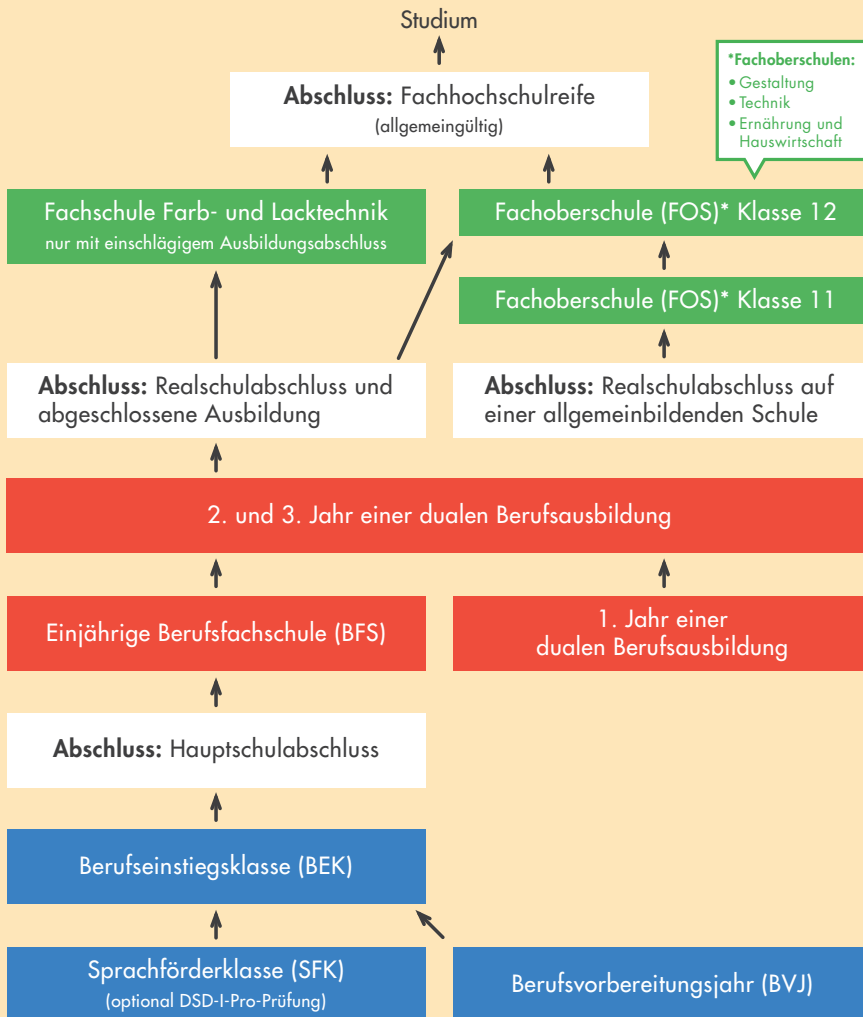 Studium
Abschluss: Fachhochschulreife
(allgemeingültig)
*Fachoberschulen:
• Gestaltung
• Technik
• Ernährung und
Hauswirtschaft
Fachschule Farb- und Lacktechnik
nur mit einschlägigem Ausbildungsabschluss
Fachoberschule (FOS)* Klasse 12
Fachoberschule (FOS)* Klasse 11
Abschluss: Realschulabschluss und
abgeschlossene Ausbildung
Abschluss: Realschulabschluss auf
einer allgemeinbildenden Schule
2. und 3. Jahr einer dualen Berufsausbildung
Einjährige Berufsfachschule (BFS)
1. Jahr einer
dualen Berufsausbildung
Abschluss: Hauptschulabschluss
Berufseinstiegsklasse (BEK)
Sprachförderklasse (SFK)
(optional DSD-I-Pro-Prüfung)
Berufsvorbereitungsjahr (BVJ)